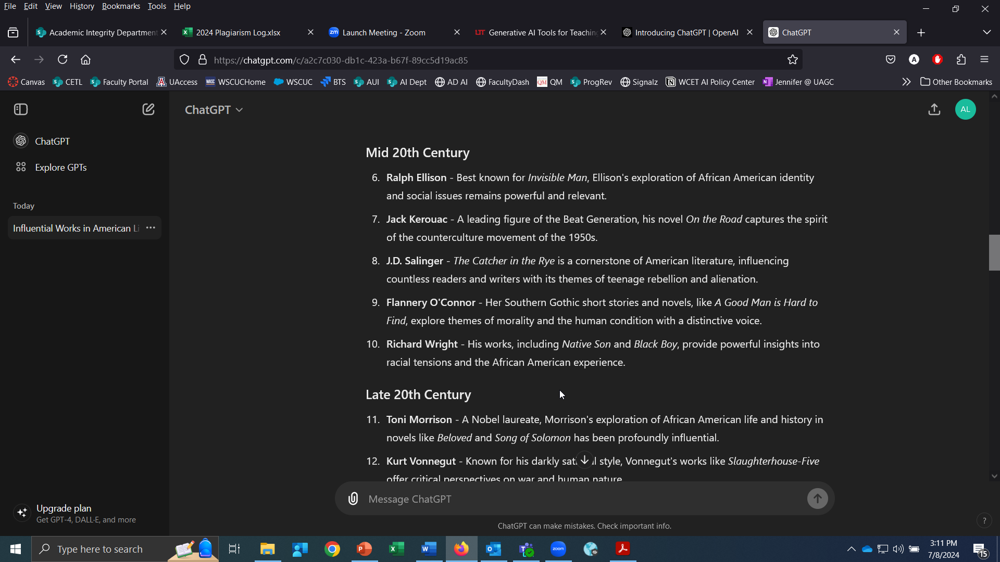 File Edit View History Bookmarks Tools Help
Academic Integrity Department
2024 Plagiarism Log.xlsx
Launch Meeting - Zoom
Generative AI Tools for Teaching
Introducing ChatGPT | OpenAI
ChatGPT
https://chatgpt.com/c/a2c7c030-db1c-423a-b67f-89cc5d19ac85
A
Canvas CETL Faculty Portal UAccess WSCUCHome WSCUC BTS AUI AI Dept AD AI FacultyDash QM QM ProgRev Signalz WCET AI Policy Center Jennifer @ UAGC Other Bookmarks
ChatGPT
AL
ChatGPT
Explore GPTs
Today
Influential Works in American Li
Mid 20th Century
6. Ralph Ellison - Best known for Invisible Man, Ellison's exploration of African American identity
and social issues remains powerful and relevant.
7. Jack Kerouac - A leading figure of the Beat Generation, his novel On the Road captures the spirit
of the counterculture movement of the 1950s.
8. J.D. Salinger - The Catcher in the Rye is a cornerstone of American literature, influencing
countless readers and writers with its themes of teenage rebellion and alienation.
9. Flannery O'Connor - Her Southern Gothic short stories and novels, like A Good Man is Hard to
Find, explore themes of morality and the human condition with a distinctive voice.
10. Richard Wright - His works, including Native Son and Black Boy, provide powerful insights into
racial tensions and the African American experience.
Late 20th Century
11. Toni Morrison - A Nobel laureate, Morrison's exploration of African American life and history in
novels like Beloved and Song of Solomon has been profoundly influential.
12. Kurt Vonnegut - Known for his darkly style, Vonnegut's works like Slaughterhouse-Five
offer critical perspectives on war and human nature.
Message ChatGPT
ChatGPT can make mistakes. Check important info.
?
Upgrade plan
Get GPT-4, DALL·E, and more
Type here to search
zoom
3:11 PM
7/8/2024
15